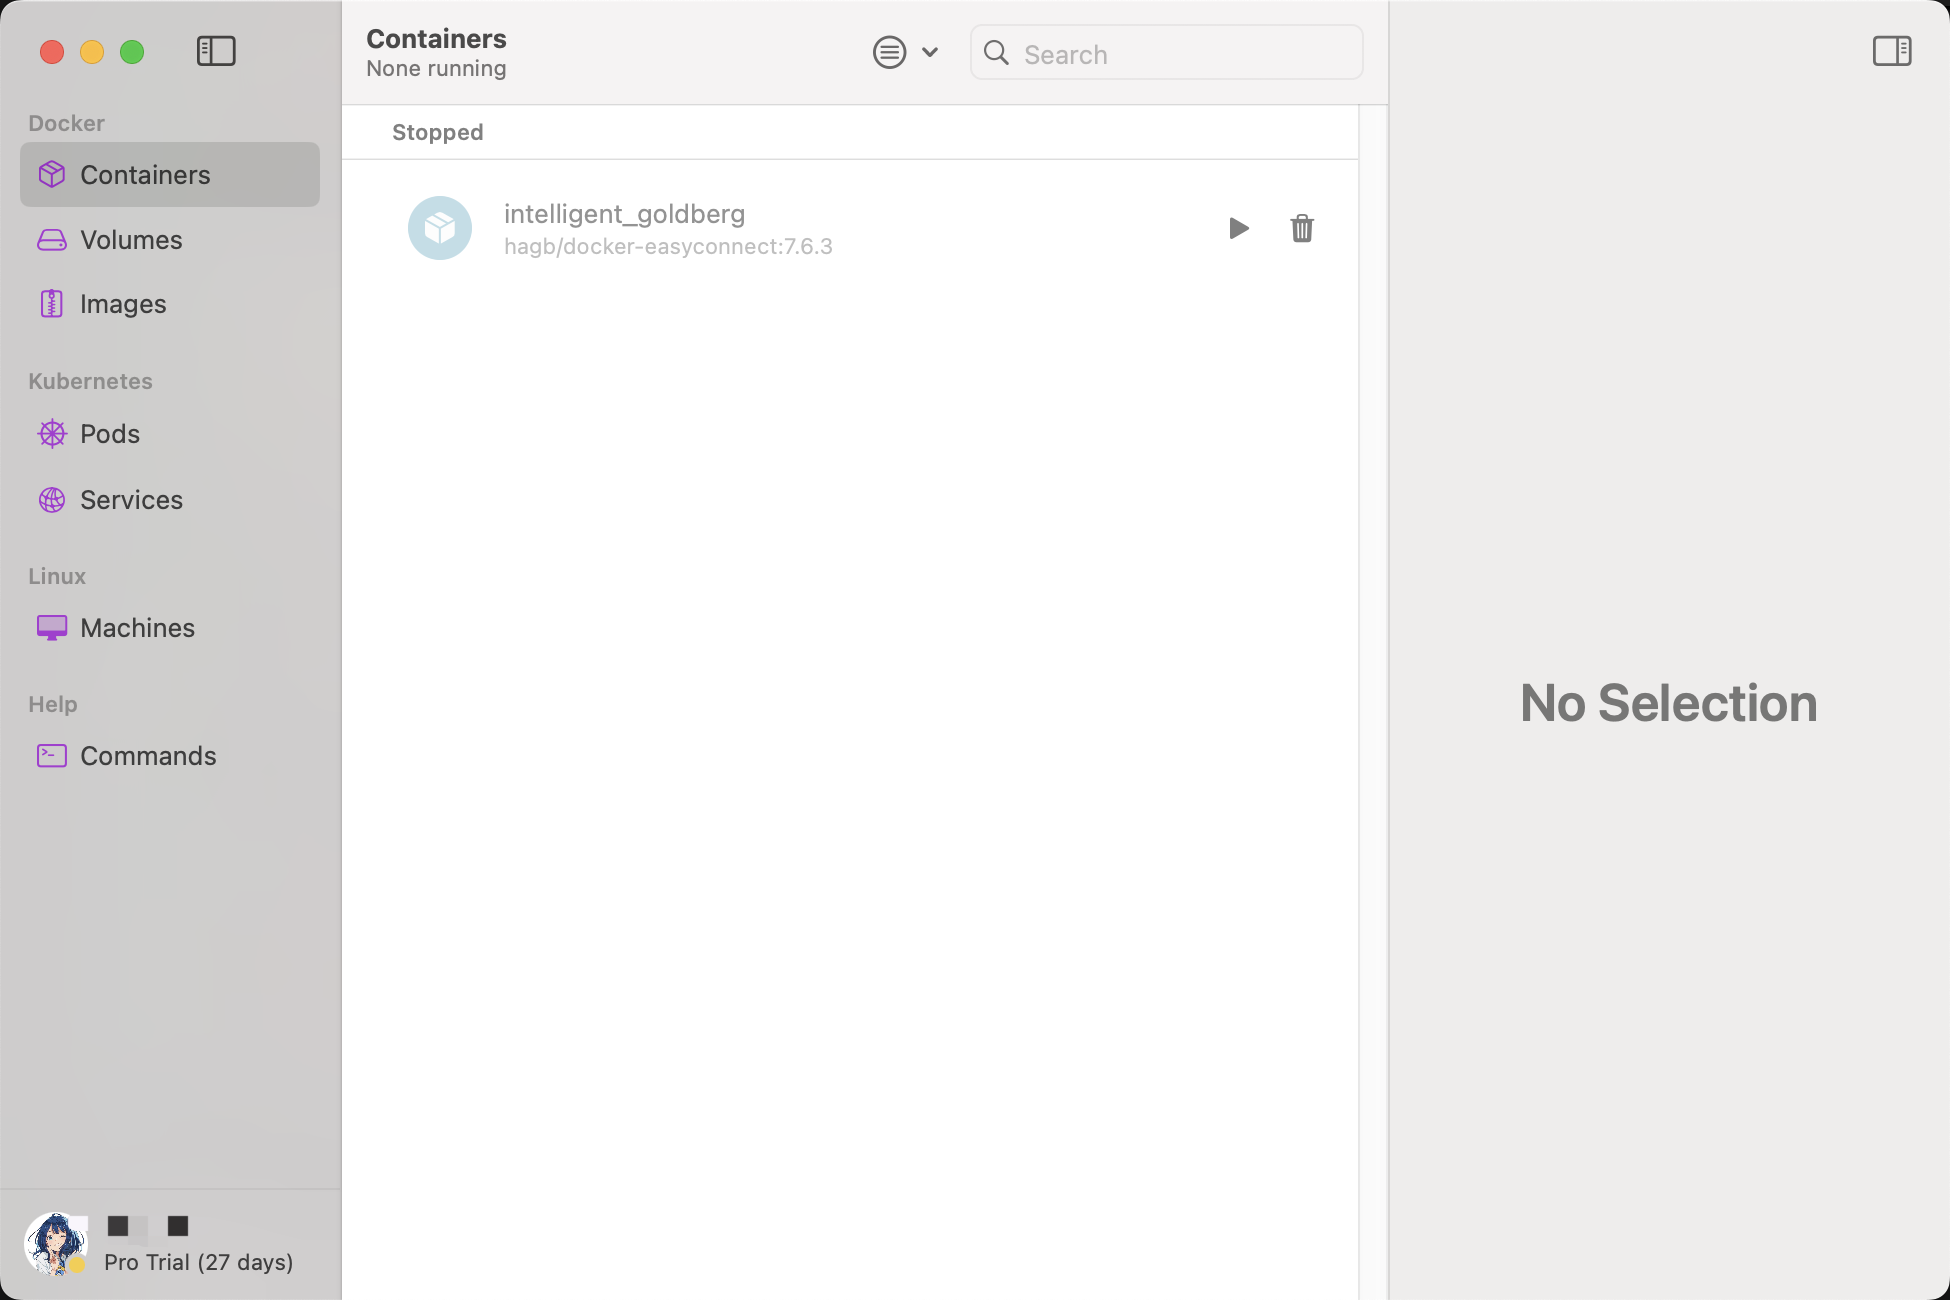 Containers
None running
Search
Docker
Containers
Volumes
Images
Kubernetes
Pods
Services
Linux
Machines
Help
Commands
Pro Trial (27 days)
Stopped
intelligent_goldberg
hagb/docker-easyconnect:7.6.3
No Selection